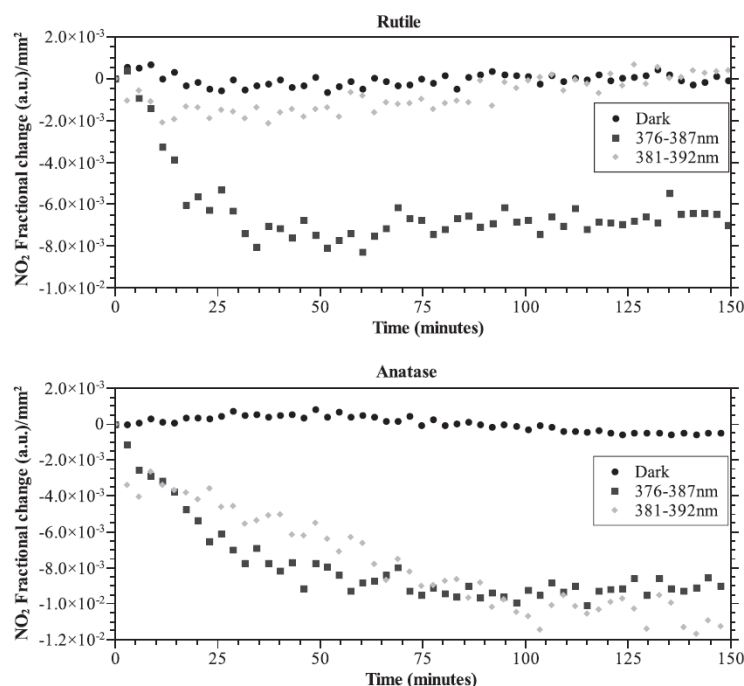 Rutile
NO₂ Fractional change (a.u.)/mm²
2.0×10⁻³
0
-2.0×10⁻³
-4.0×10⁻³
-6.0×10⁻³
-8.0×10⁻³
-1.0×10⁻²
Dark
376-387nm
381-392nm
0 25 50 75 100 125 150
Time (minutes)
Anatase
NO₂ Fractional change (a.u.)/mm²
2.0×10⁻³
0
-2.0×10⁻³
-4.0×10⁻³
-6.0×10⁻³
-8.0×10⁻³
-1.0×10⁻²
-1.2×10⁻²
Dark
376-387nm
381-392nm
0 25 50 75 100 125 150
Time (minutes)